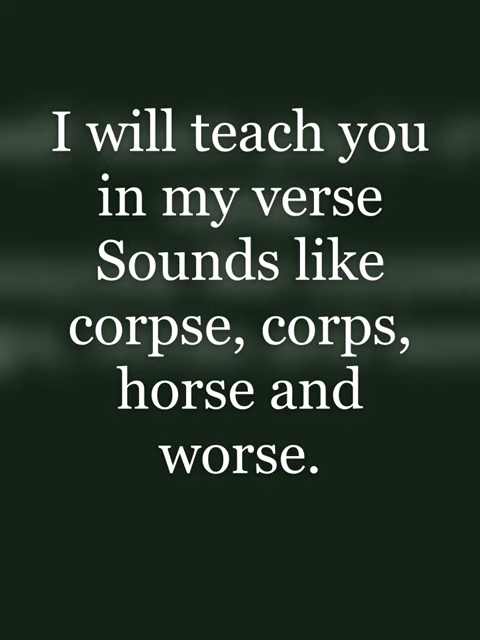 I will teach you
in my verse
Sounds like
corpse, corps,
horse and
worse.